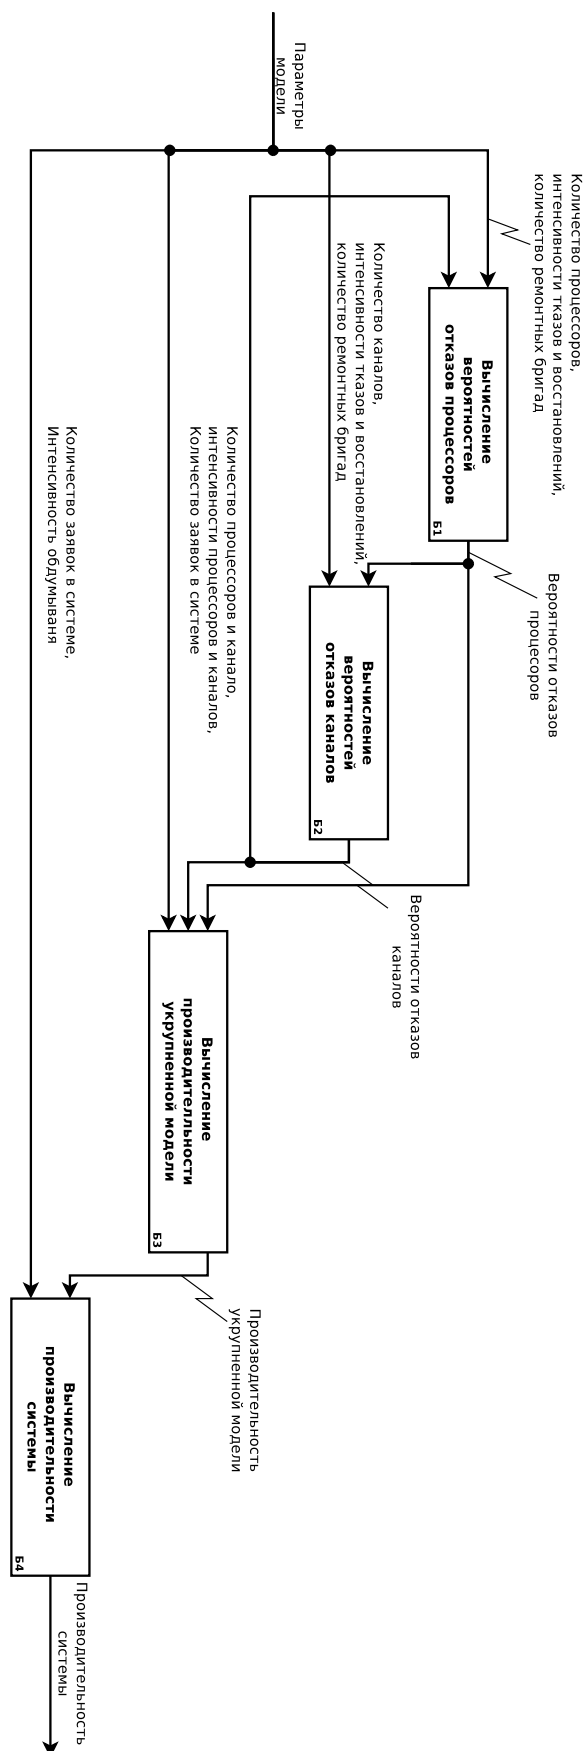 Параметры
модели
Количество процессоров,
интенсивности тказов и восстановлений,
количество ремонтных бригад
Вычисление
вероятностей
отказов процессоров
Б1
Вероятности отказов
процесоров
Количество каналов,
интенсивности тказов и восстановлений,
количество ремонтных бригад
Вычисление
вероятностей
отказов каналов
Б2
Вероятности отказов
каналов
Количество процессоров и канало,
интенсивности процессоров и каналов,
Количество заявок в системе
Вычисление
производителльности
укрупненной модели
Б3
Производительность
укрупненной модели
Количество заявок в системе,
Интенсивность обдумываня
Вычисление
производительности
системы
Б4
Производительность
системы